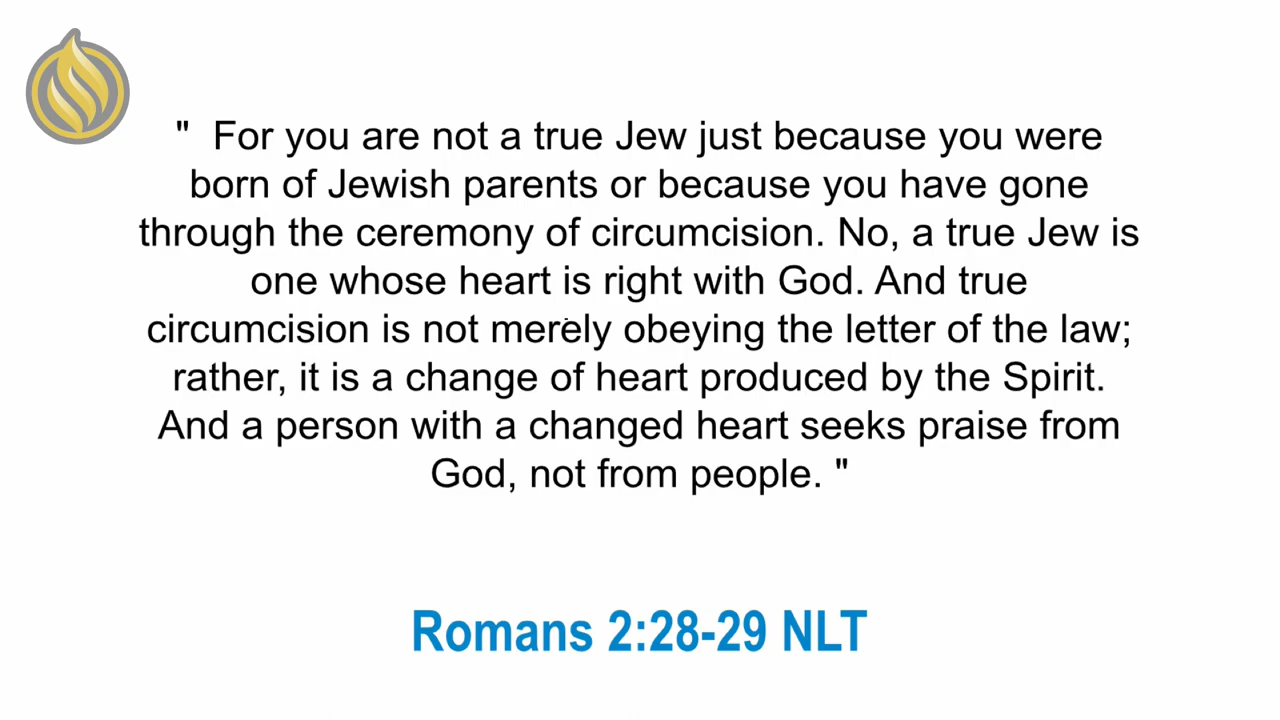 "  For you are not a true Jew just because you were
born of Jewish parents or because you have gone
through the ceremony of circumcision. No, a true Jew is
one whose heart is right with God. And true
circumcision is not merely obeying the letter of the law;
rather, it is a change of heart produced by the Spirit.
And a person with a changed heart seeks praise from
God, not from people. "
Romans 2:28-29 NLT